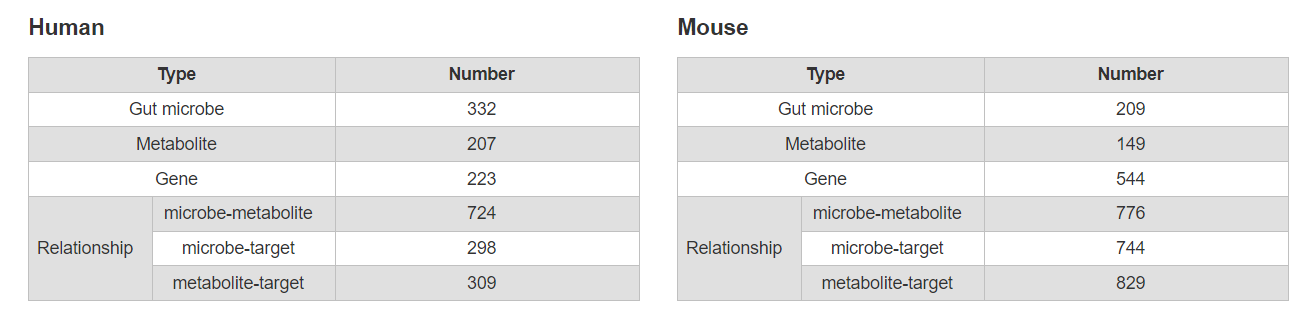 Human
Type Number
Gut microbe 332
Metabolite 207
Gene 223
Relationship
microbe-metabolite 724
microbe-target 298
metabolite-target 309
Mouse
Type Number
Gut microbe 209
Metabolite 149
Gene 544
Relationship
microbe-metabolite 776
microbe-target 744
metabolite-target 829